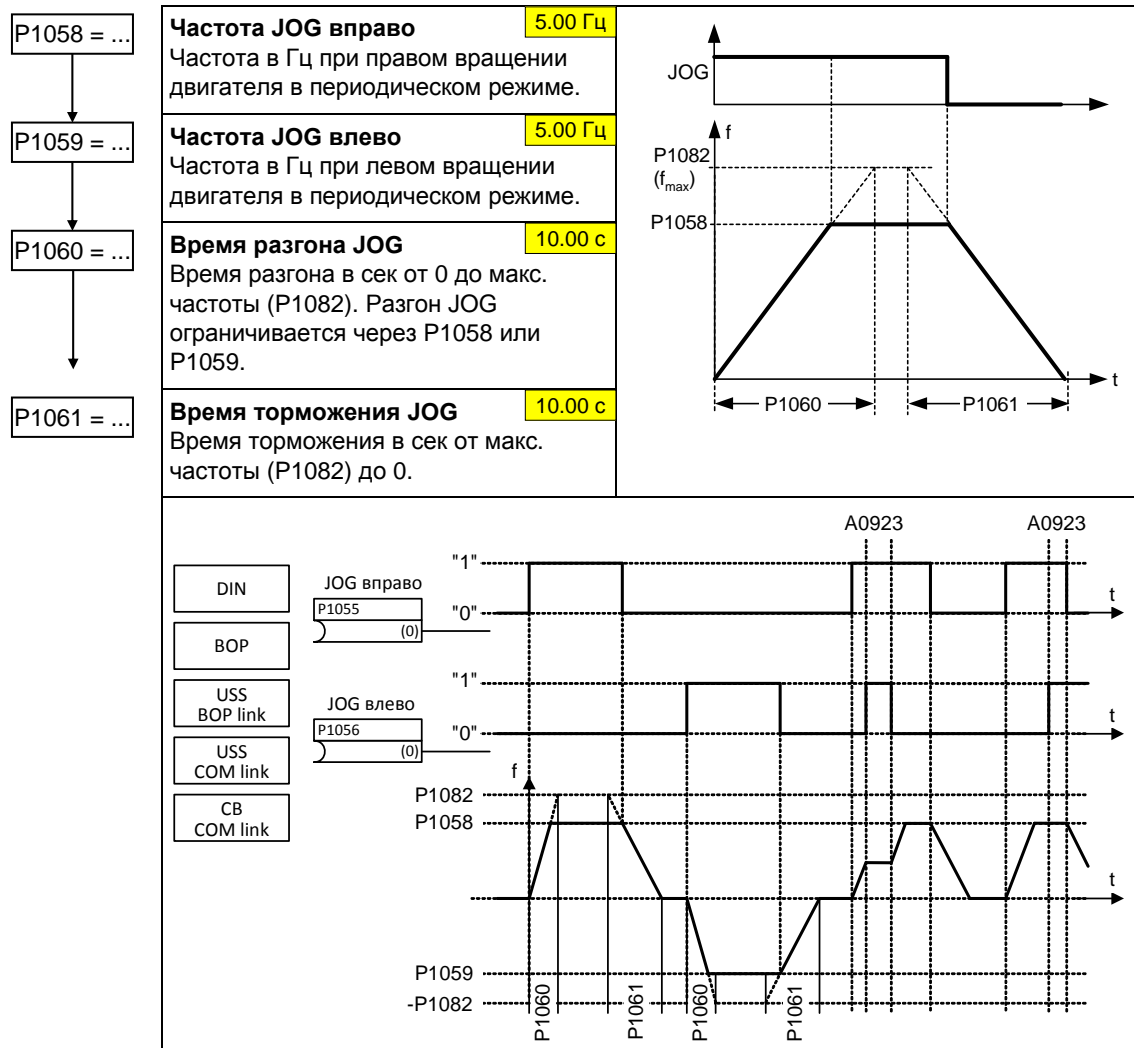 P1058 = ...
Частота JOG вправо
5.00 Гц
Частота в Гц при правом вращении
двигателя в периодическом режиме.
P1059 = ...
Частота JOG влево
5.00 Гц
Частота в Гц при левом вращении
двигателя в периодическом режиме.
P1060 = ...
Время разгона JOG
10.00 с
Время разгона в сек от 0 до макс.
частоты (P1082). Разгон JOG
ограничивается через P1058 или
P1059.
P1061 = ...
Время торможения JOG
10.00 с
Время торможения в сек от макс.
частоты (P1082) до 0.
JOG
f
P1082
(fmax)
P1058
t
P1060
P1061
A0923
A0923
DIN
BOP
USS
BOP link
USS
COM link
CB
COM link
JOG вправо
P1055
(0)
"1"
"0"
t
JOG влево
P1056
(0)
"1"
"0"
t
f
P1082
P1058
t
P1059
-P1082
P1060
P1061
P1060
P1061